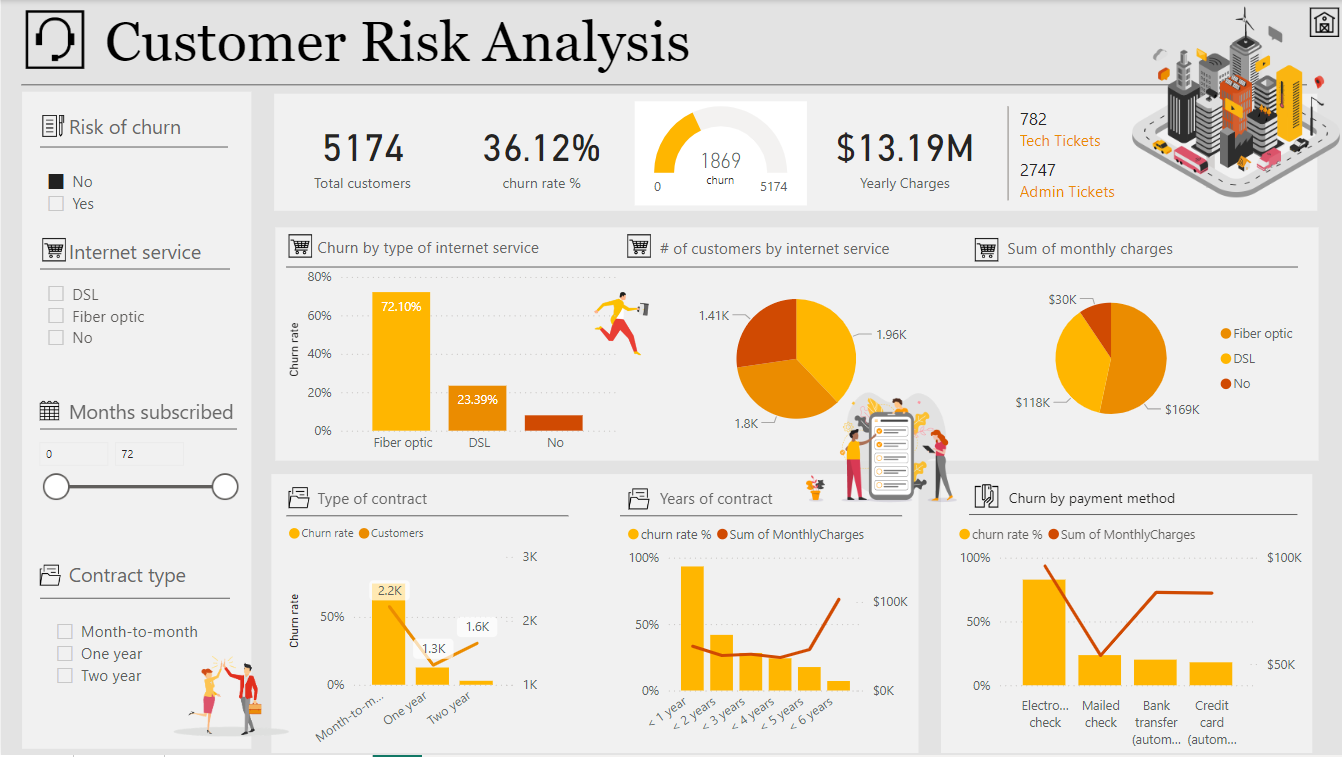 Customer Risk Analysis
Risk of churn
No
Yes
Internet service
DSL
Fiber optic
No
Months subscribed
0 72
Contract type
Month-to-month
One year
Two year
5174
Total customers
36.12%
churn rate %
1869
churn
0 5174
$13.19M
Yearly Charges
782
Tech Tickets
2747
Admin Tickets
Churn by type of internet service
Churn rate
80%
60%
40%
20%
0%
72.10%
23.39%
Fiber optic DSL No
# of customers by internet service
1.41K
1.96K
1.8K
Sum of monthly charges
$30K
$118K
$169K
Fiber optic
DSL
No
Type of contract
Churn rate Customers
Churn rate
50%
0%
3K
2K
1K
2.2K
1.3K
1.6K
Month-to-m... One year Two year
Years of contract
churn rate % Sum of MonthlyCharges
100%
50%
0%
$100K
$0K
< 1 year < 2 years < 3 years < 4 years < 5 years < 6 years
Churn by payment method
churn rate % Sum of MonthlyCharges
100%
50%
0%
$100K
$50K
Electro... check
Mailed check
Bank transfer (autom...
Credit card (autom...